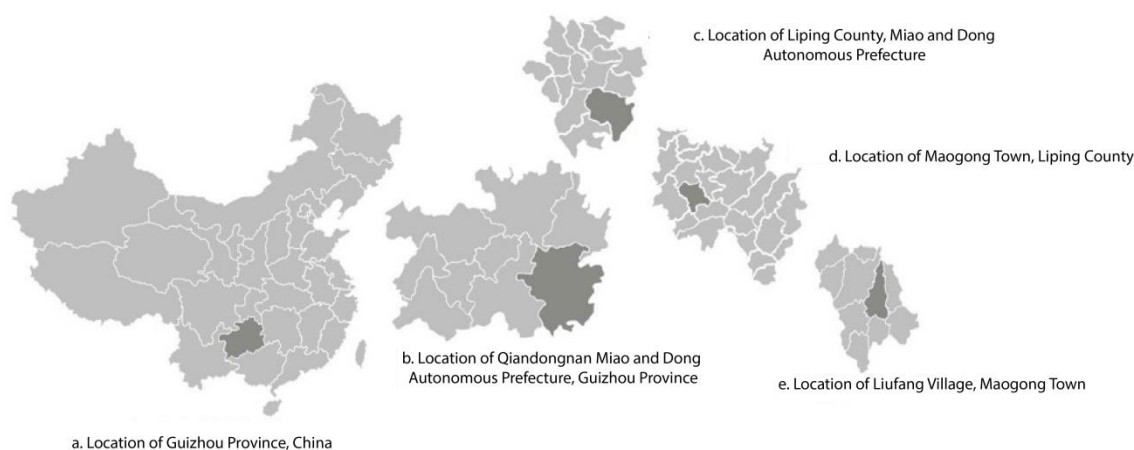 c. Location of Liping County, Miao and Dong
Autonomous Prefecture
d. Location of Maogong Town, Liping County
b. Location of Qiandongnan Miao and Dong
Autonomous Prefecture, Guizhou Province
e. Location of Liufang Village, Maogong Town
a. Location of Guizhou Province, China